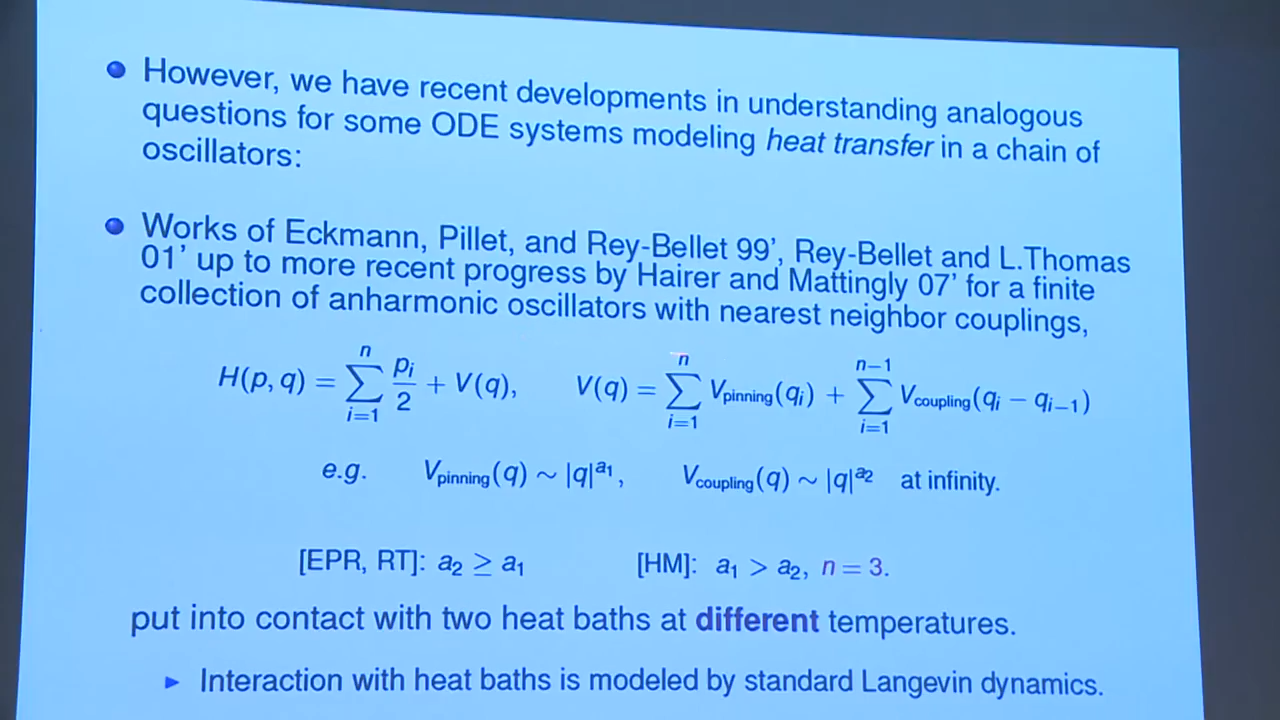 However, we have recent developments in understanding analogous
questions for some ODE systems modeling heat transfer in a chain of
oscillators:
Works of Eckmann, Pillet, and Rey-Bellet 99', Rey-Bellet and L.Thomas
01' up to more recent progress by Hairer and Mattingly 07' for a finite
collection of anharmonic oscillators with nearest neighbor couplings,
H(p, q) = ∑_{i=1}^{n} p_i/2 + V(q), V(q) = ∑_{i=1}^{n} V_pinning(q_i) + ∑_{i=1}^{n−1} V_coupling(q_i − q_{i−1})
e.g. V_pinning(q) ∼ |q|^{a_1}, V_coupling(q) ∼ |q|^{a_2} at infinity.
[EPR, RT]: a_2 ≥ a_1 [HM]: a_1 > a_2, n = 3.
put into contact with two heat baths at different temperatures.
Interaction with heat baths is modeled by standard Langevin dynamics.